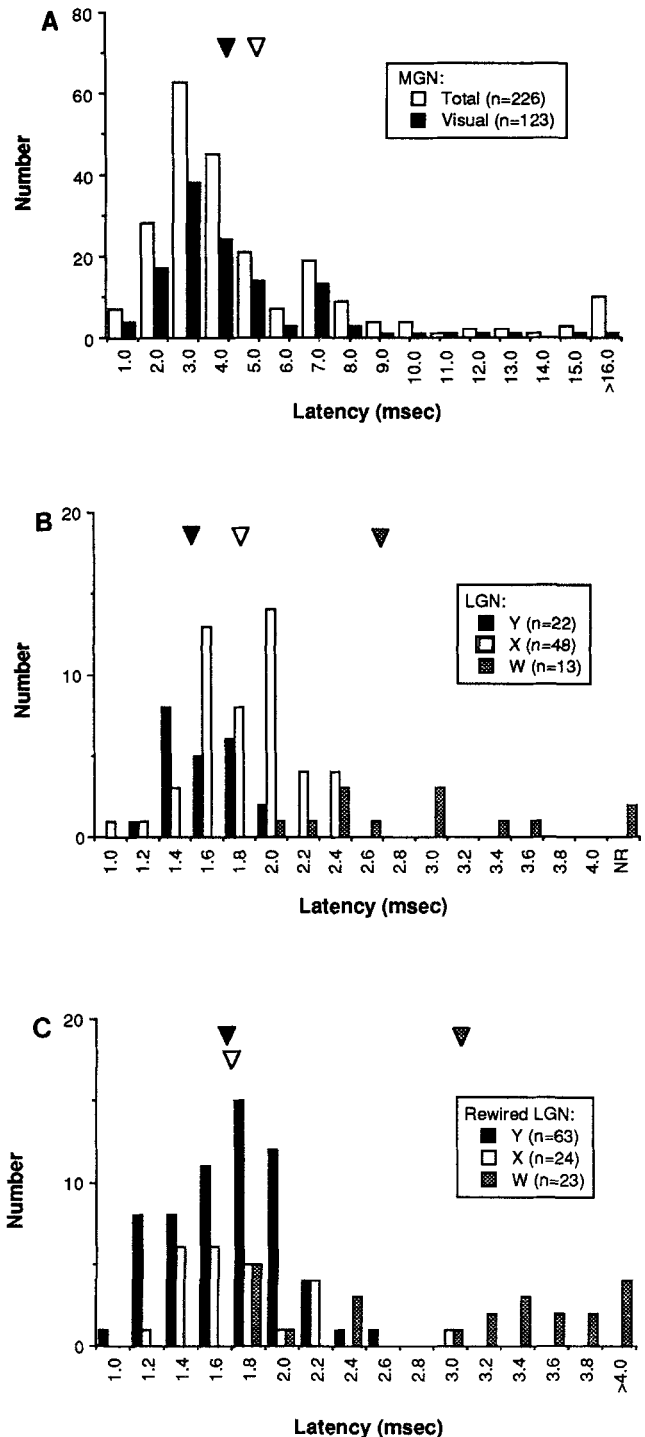 A
80
60
40
20
0
Number
MGN:
Total (n=226)
Visual (n=123)
1.0 2.0 3.0 4.0 5.0 6.0 7.0 8.0 9.0 10.0 11.0 12.0 13.0 14.0 15.0 >16.0
Latency (msec)
B
20
10
0
Number
LGN:
Y (n=22)
X (n=48)
W (n=13)
1.0 1.2 1.4 1.6 1.8 2.0 2.2 2.4 2.6 2.8 3.0 3.2 3.4 3.6 3.8 4.0 NR
Latency (msec)
C
20
10
0
Number
Rewired LGN:
Y (n=63)
X (n=24)
W (n=23)
1.0 1.2 1.4 1.6 1.8 2.0 2.2 2.4 2.6 2.8 3.0 3.2 3.4 3.6 3.8 >4.0
Latency (msec)